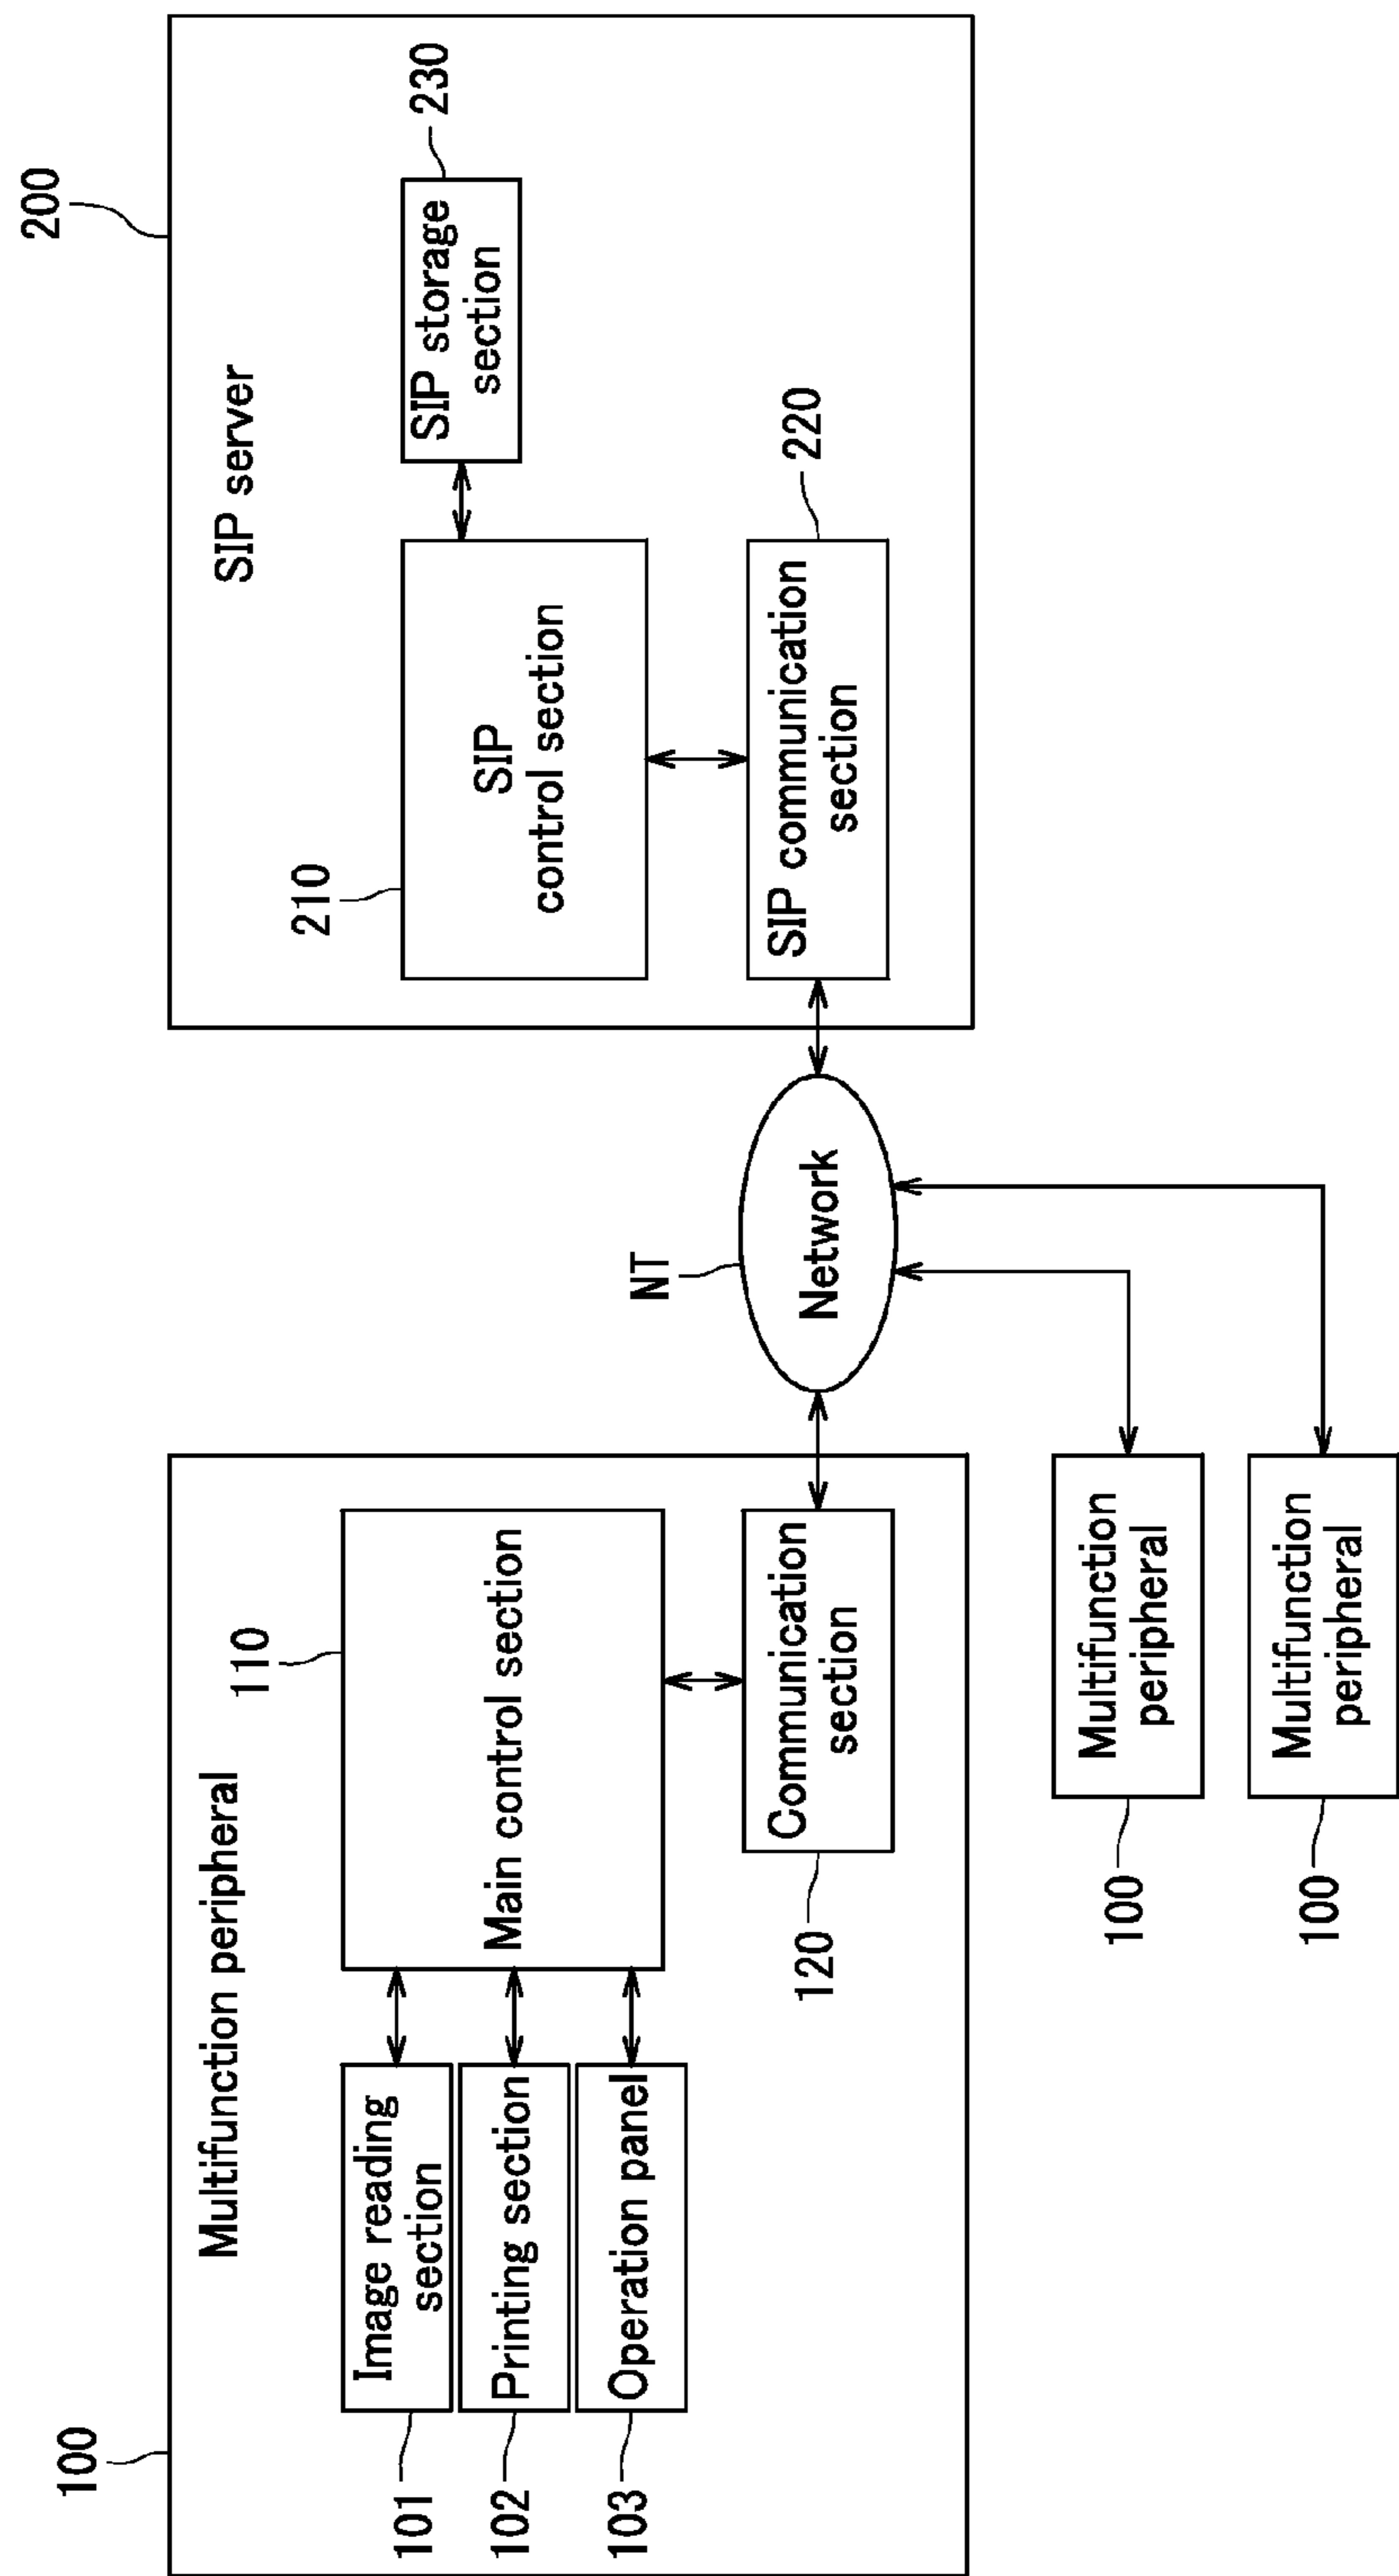 100
Multifunction peripheral
Image reading
section
101
Printing section
102
Operation panel
103
110
Main control section
Communication
section
120
NT
Network
200
SIP server
210
SIP
control section
SIP storage
section
230
SIP communication
section
220
Multifunction
peripheral
100
Multifunction
peripheral
100